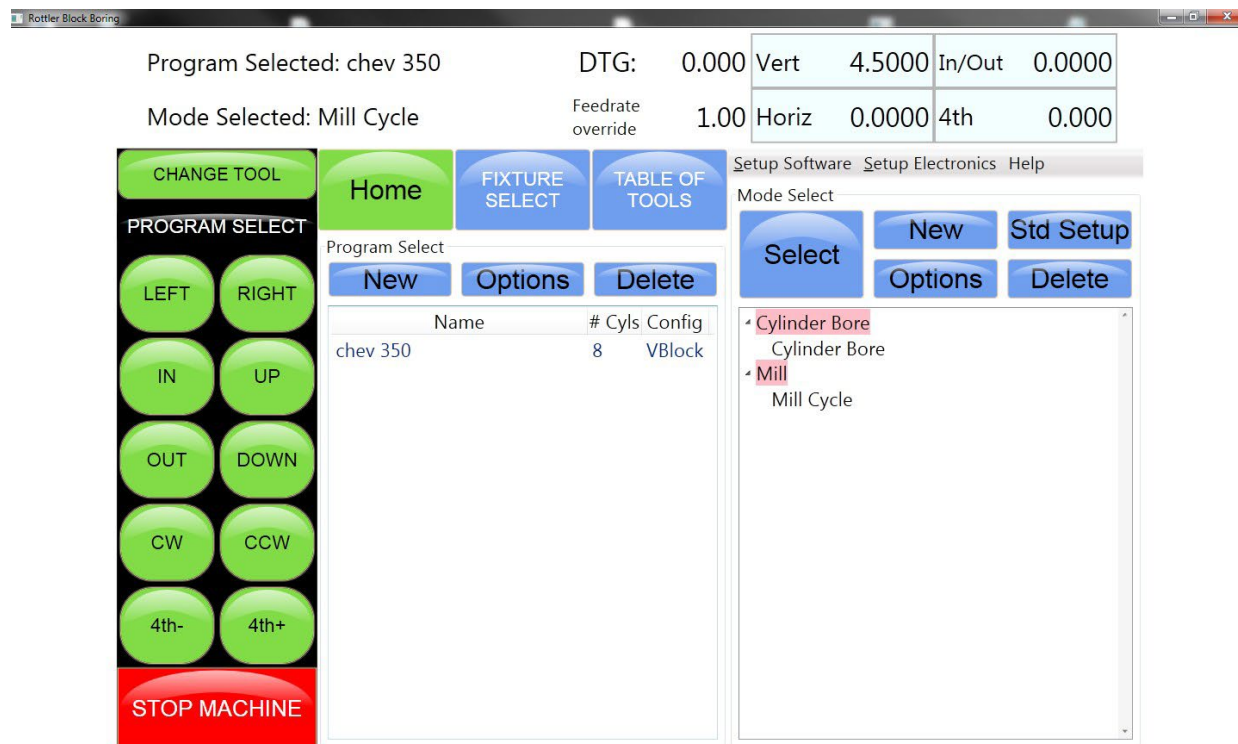 Rottler Block Boring
Program Selected: chev 350
DTG: 0.000
Vert 4.5000
In/Out 0.0000
Mode Selected: Mill Cycle
Feedrate
override 1.00
Horiz 0.0000
4th 0.000
CHANGE TOOL
PROGRAM SELECT
LEFT RIGHT
IN UP
OUT DOWN
CW CCW
4th- 4th+
STOP MACHINE
Home
FIXTURE
SELECT
TABLE OF
TOOLS
Program Select
New Options Delete
Name # Cyls Config
chev 350 8 VBlock
Setup Software Setup Electronics Help
Mode Select
Select
New Std Setup
Options Delete
Cylinder Bore
Cylinder Bore
Mill
Mill Cycle